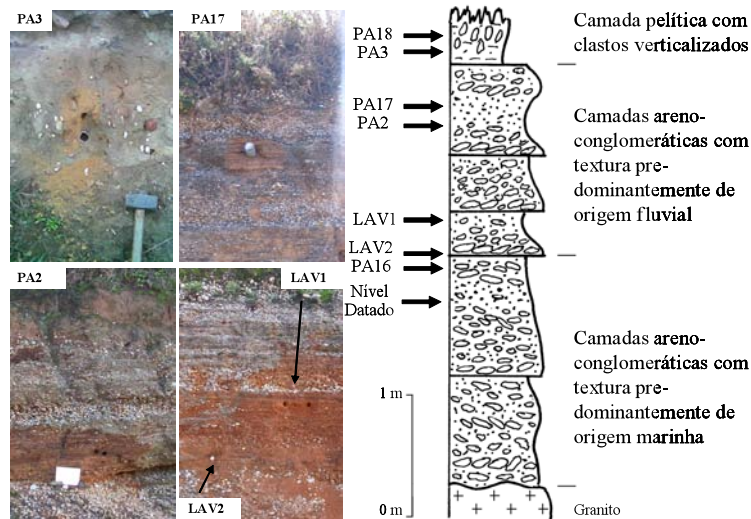 PA3
PA17
PA2
LAV1
LAV2
PA18
PA3
PA17
PA2
LAV1
LAV2
PA16
Nível
Datado
1 m
0 m
Camada pelítica com
clastos verticalizados
Camadas areno-
conglomeráticas com
textura pre-
dominantemente de
origem fluvial
Camadas areno-
conglomeráticas com
textura pre-
dominantemente de
origem marinha
Granito